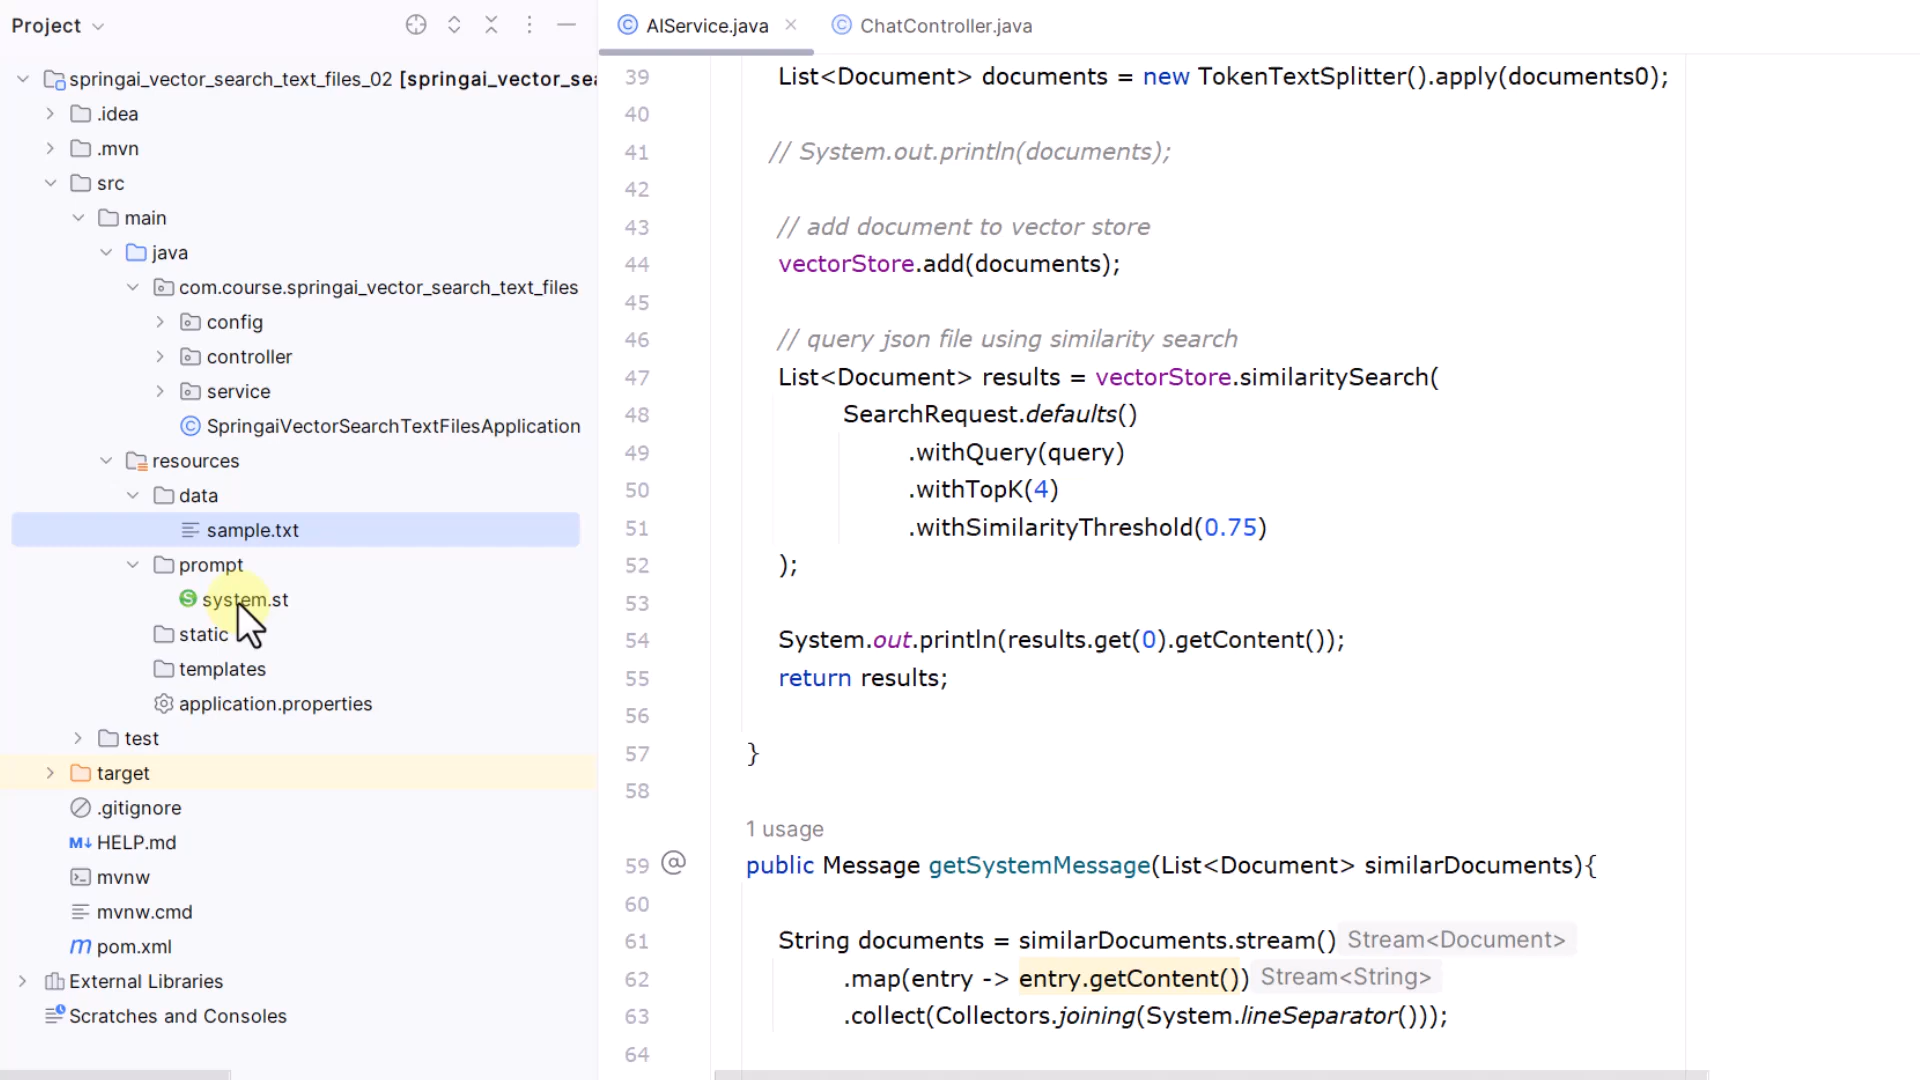 Project
springai_vector_search_text_files_02 [springai_vector_sea
.idea
.mvn
src
main
java
com.course.springai_vector_search_text_files
config
controller
service
SpringaiVectorSearchTextFilesApplication
resources
data
sample.txt
prompt
system.st
static
templates
application.properties
test
target
.gitignore
HELP.md
mvnw
mvnw.cmd
pom.xml
External Libraries
Scratches and Consoles
AIService.java
ChatController.java
39 List<Document> documents = new TokenTextSplitter().apply(documents0);
40
41 // System.out.println(documents);
42
43 // add document to vector store
44 vectorStore.add(documents);
45
46 // query json file using similarity search
47 List<Document> results = vectorStore.similaritySearch(
48 SearchRequest.defaults()
49 .withQuery(query)
50 .withTopK(4)
51 .withSimilarityThreshold(0.75)
52 );
53
54 System.out.println(results.get(0).getContent());
55 return results;
56
57 }
58
1 usage
59 @ public Message getSystemMessage(List<Document> similarDocuments){
60
61 String documents = similarDocuments.stream() Stream<Document>
62 .map(entry -> entry.getContent()) Stream<String>
63 .collect(Collectors.joining(System.lineSeparator()));
64